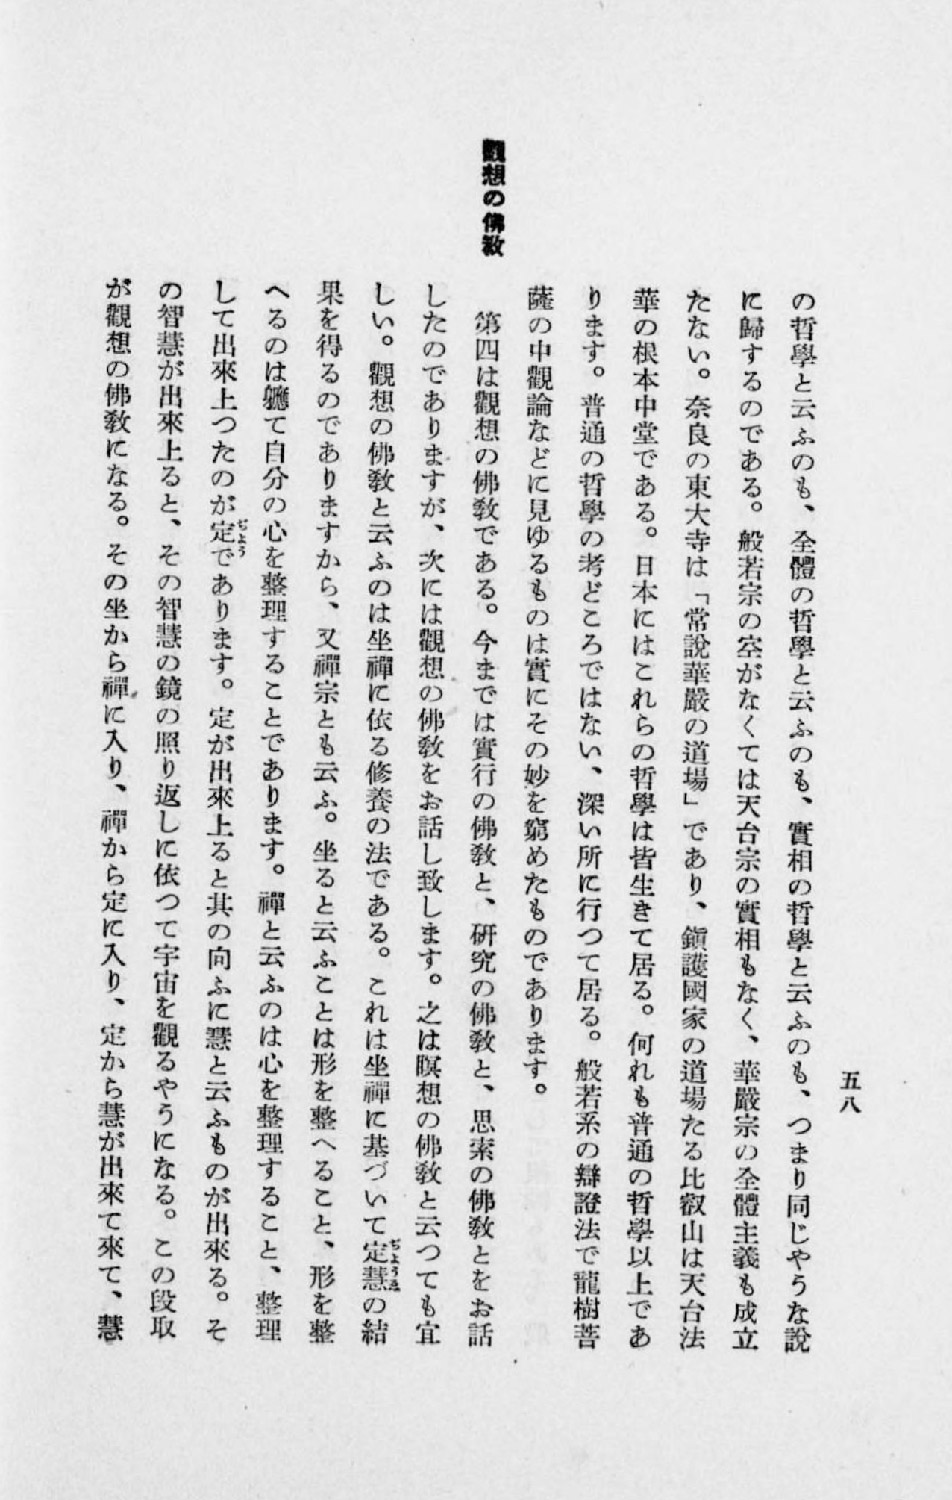 五八
の哲學と云ふのも、全體の哲學と云ふのも、實相の哲學と云ふのも、つまり同じやうな說
に歸するのである。般若宗の空がなくては天台宗の實相もなく、華嚴宗の全體主義も成立
たない。奈良の東大寺は「常說華嚴の道場」であり、鎭護國家の道場たる比叡山は天台法
華の根本中堂である。日本にはこれらの哲學は皆生きて居る。何れも普通の哲學以上であ
ります。普通の哲學の考どころではない、深い所に行つて居る。般若系の辯證法で龍樹菩
薩の中觀論などに見ゆるものは實にその妙を窮めたものであります。
觀想の佛敎
第四は觀想の佛敎である。今までは實行の佛敎と、硏究の佛敎と、思索の佛敎とをお話
したのでありますが、次には觀想の佛敎をお話し致します。之は瞑想の佛敎と云つても宜
しい。觀想の佛敎と云ふのは坐禪に依る修養の法である。これは坐禪に基づいて定慧の結
果を得るのでありますから、又禪宗とも云ふ。坐ると云ふことは形を整へること、形を整
へるのは軈て自分の心を整理することであります。禪と云ふのは心を整理すること、整理
して出來上つたのが定であります。定が出來上ると其の向ふに慧と云ふものが出來る。そ
の智慧が出來上ると、その智慧の鏡の照り返しに依つて宇宙を觀るやうになる。この段取
が觀想の佛敎になる。その坐から禪に入り、禪から定に入り、定から慧が出來て來て、慧